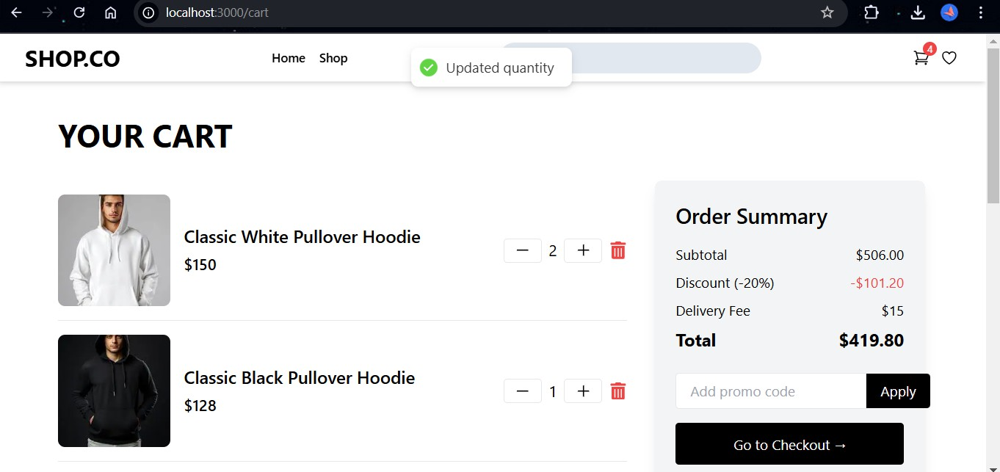 localhost:3000/cart
SHOP.CO
Home Shop
Updated quantity
4
YOUR CART
Classic White Pullover Hoodie
$150
2
Classic Black Pullover Hoodie
$128
1
Order Summary
Subtotal $506.00
Discount (-20%) -$101.20
Delivery Fee $15
Total $419.80
Add promo code Apply
Go to Checkout →